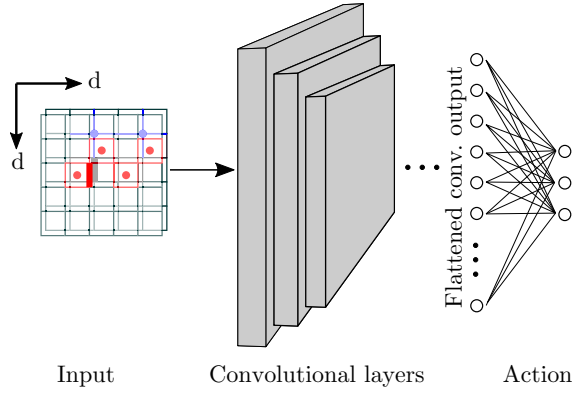 d
d
Flattened conv. output
Input
Convolutional layers
Action